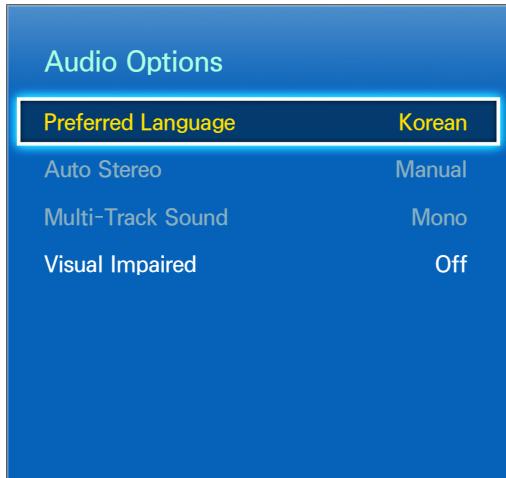 Audio Options
Preferred Language Korean
Auto Stereo Manual
Multi-Track Sound Mono
Visual Impaired Off